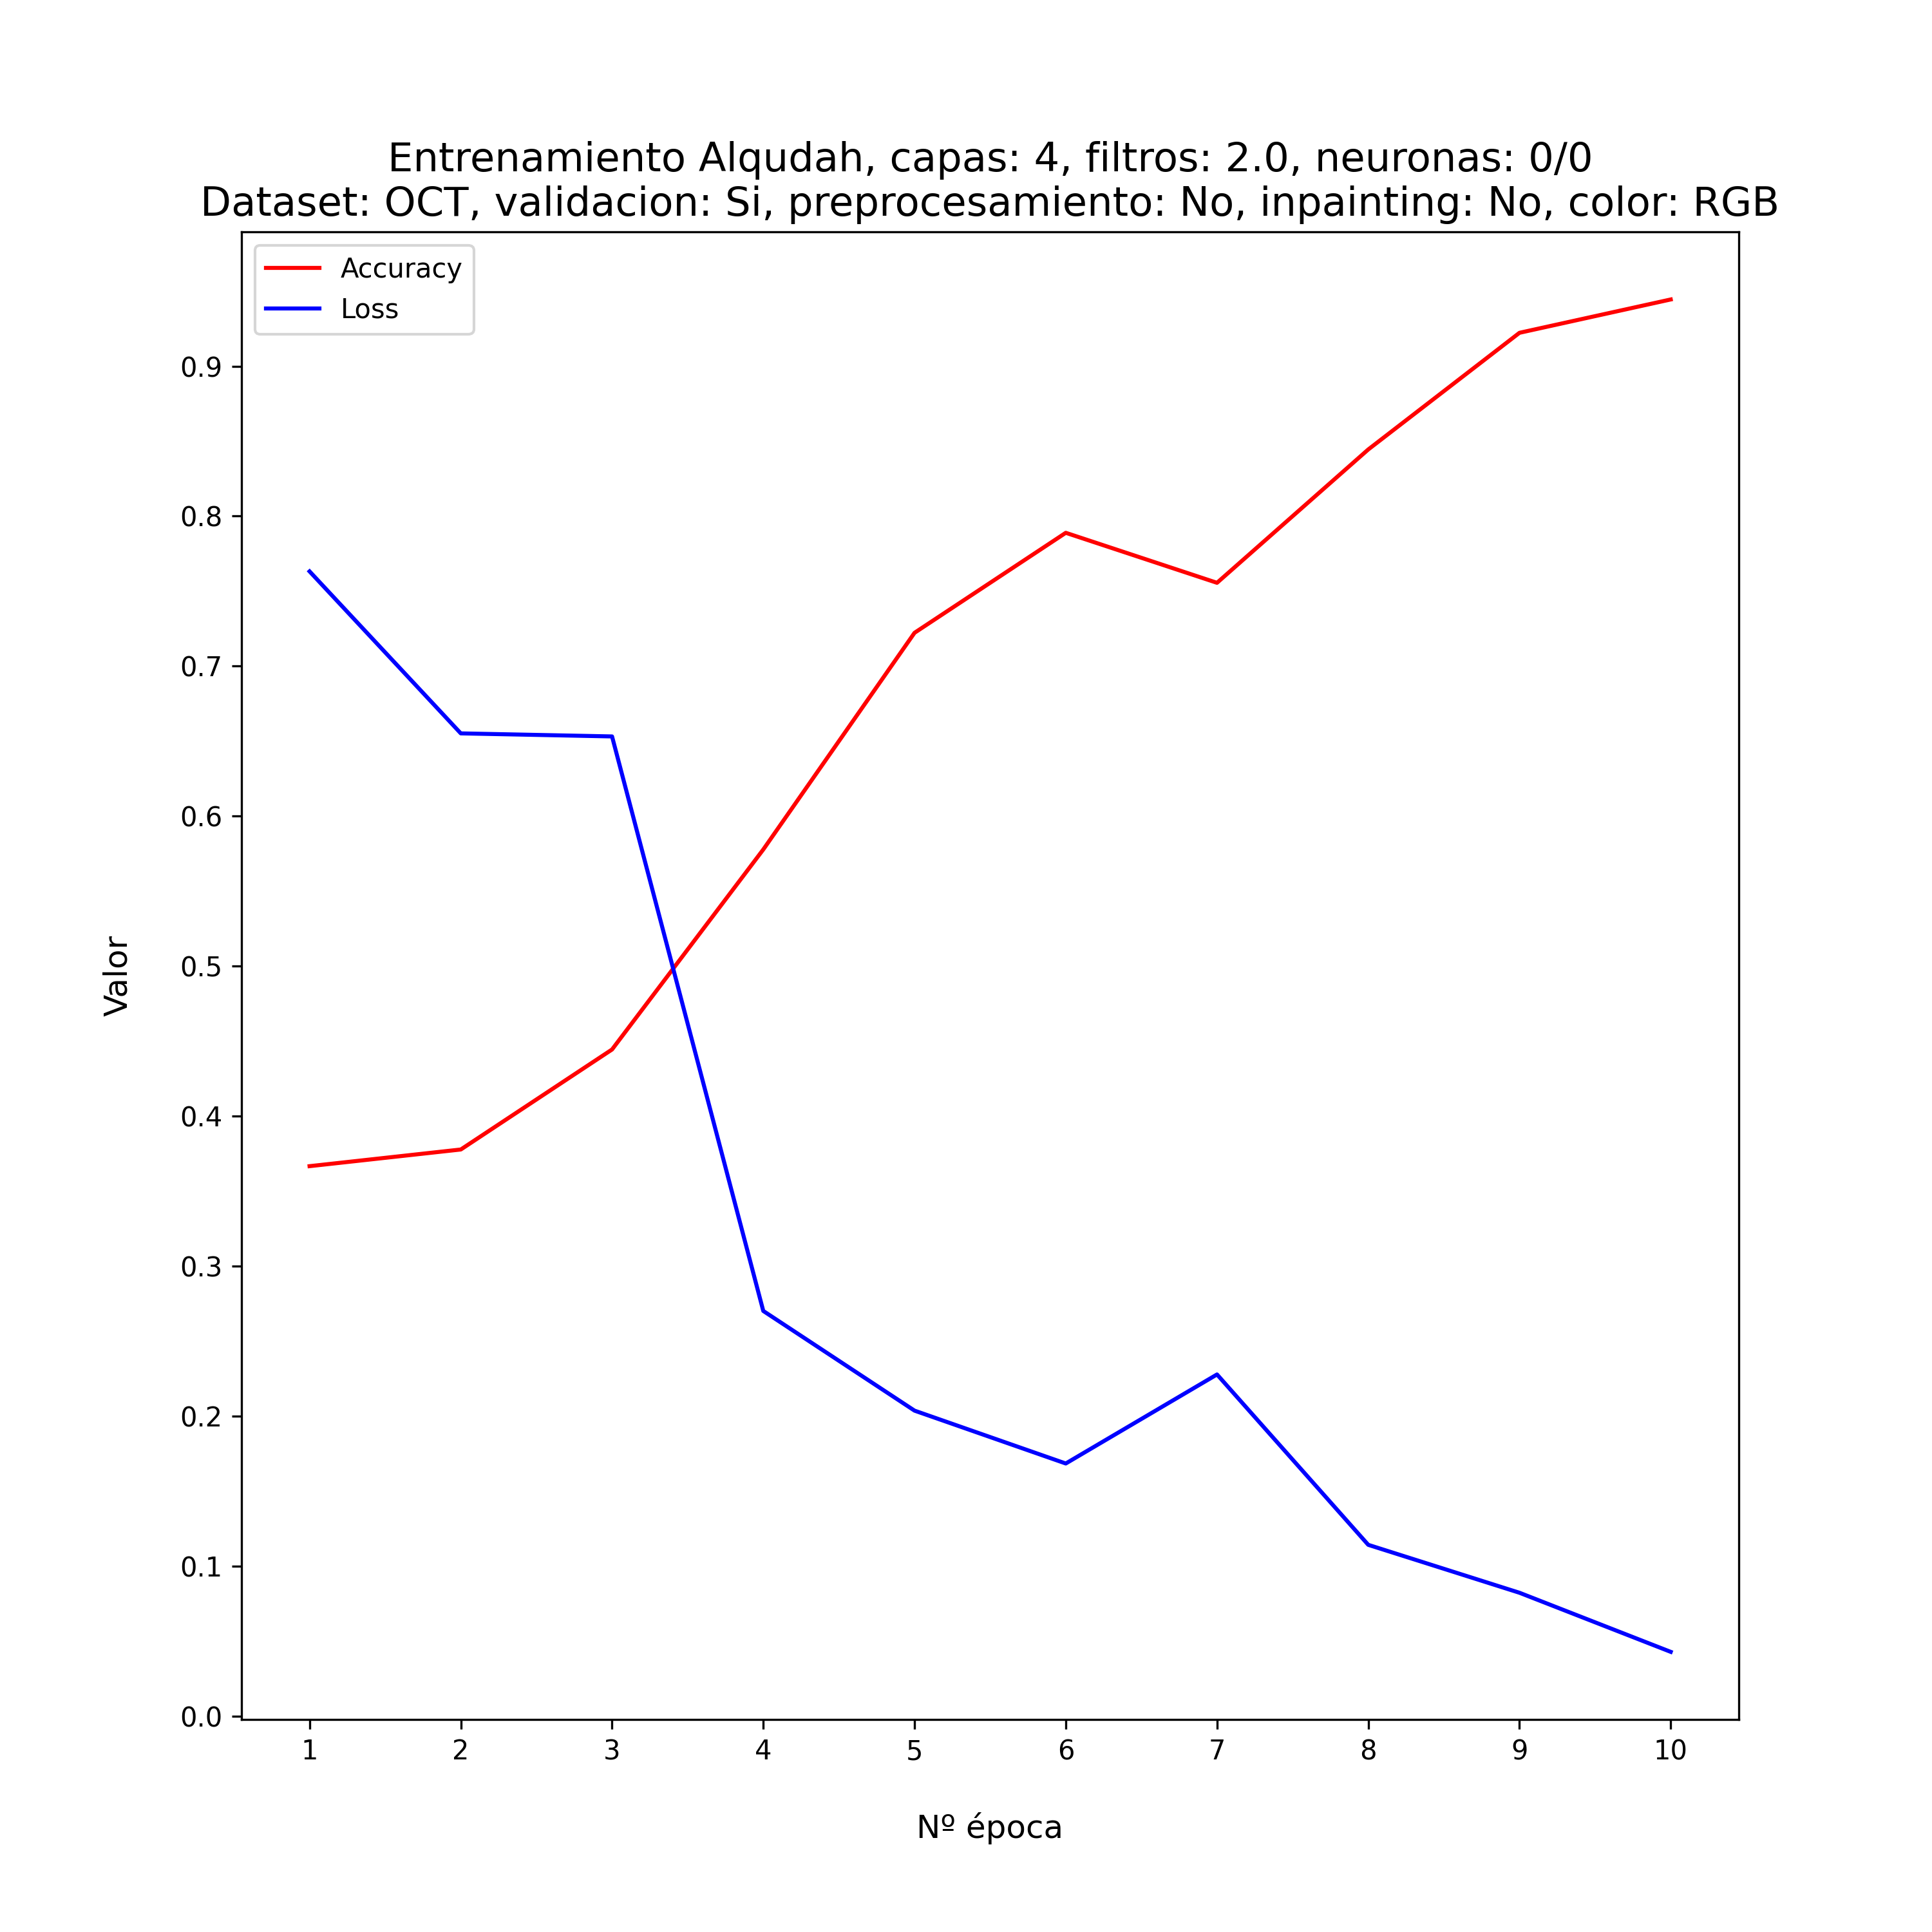 Entrenamiento Alqudah, capas: 4, filtros: 2.0, neuronas: 0/0
Dataset: OCT, validacion: Si, preprocesamiento: No, inpainting: No, color: RGB
Accuracy
Loss
0.9
0.8
0.7
0.6
0.5
0.4
0.3
0.2
0.1
0.0
Valor
1 2 3 4 5 6 7 8 9 10
Nº época